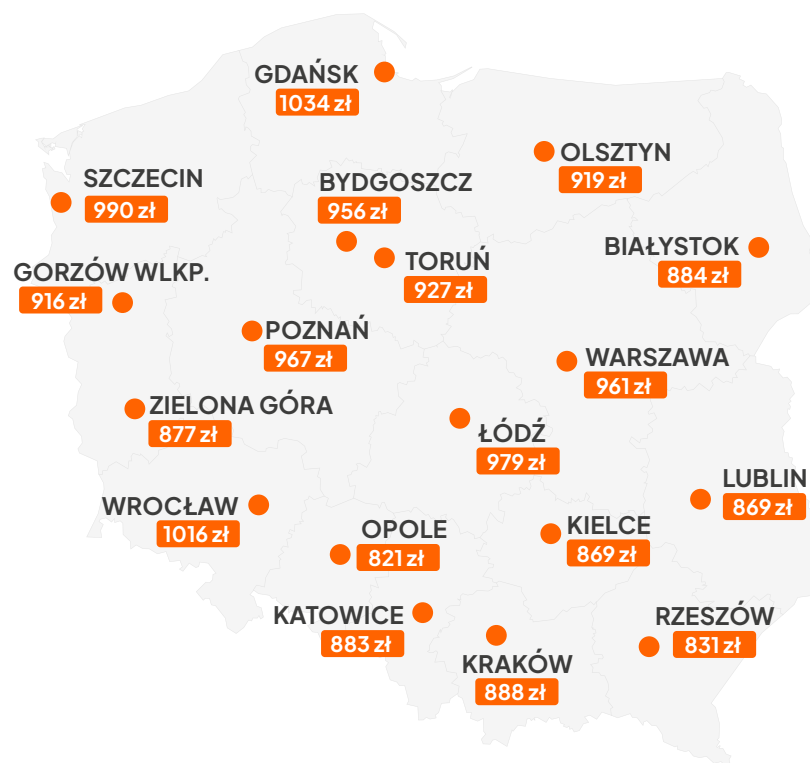 GDAŃSK
1034 zł
OLSZTYN
919 zł
SZCZECIN
990 zł
BYDGOSZCZ
956 zł
BIAŁYSTOK
884 zł
TORUŃ
927 zł
GORZÓW WLKP.
916 zł
POZNAŃ
967 zł
WARSZAWA
961 zł
ZIELONA GÓRA
877 zł
ŁÓDŹ
979 zł
LUBLIN
869 zł
WROCŁAW
1016 zł
OPOLE
821 zł
KIELCE
869 zł
KATOWICE
883 zł
RZESZÓW
831 zł
KRAKÓW
888 zł